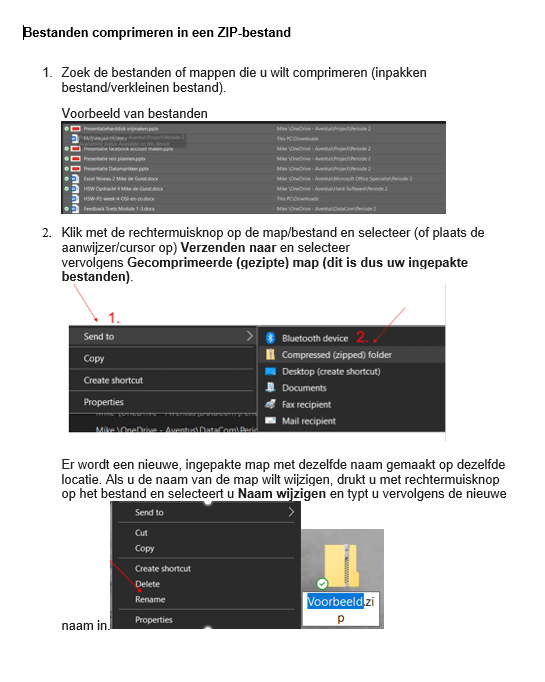 Bestanden comprimeren in een ZIP-bestand
1. Zoek de bestanden of mappen die u wilt comprimeren (inpakken
bestand/verkleinen bestand).
Voorbeeld van bestanden
Presentatieharddisk vrijmaken.pptx Mike \OneDrive - Aventus\Project\Periode 2
This PC\Downloads
Presentatie facebook account maken.pptx Mike \OneDrive - Aventus\Project\Periode 2
Presentatie reis plannen.pptx Mike \OneDrive - Aventus\Project\Periode 2
Presentatie Datumprikker.pptx Mike \OneDrive - Aventus\Project\Periode 2
Excel Niveau 2 Mike de Gunst.docx Mike \OneDrive - Aventus\Microsoft Office Specialist\Periode 2
HSW Opdracht 4 Mike de Gunst.docx Mike \OneDrive - Aventus\Hard-Software\Periode 2
HSW-P2-week-4-OSI-en-zo.docx This PC\Downloads
Feedback Toets Module 1-3.docx Mike \OneDrive - Aventus\DataCom\Periode 2
2. Klik met de rechtermuisknop op de map/bestand en selecteer (of plaats de
aanwijzer/cursor op) Verzenden naar en selecteer
vervolgens Gecomprimeerde (gezipte) map (dit is dus uw ingepakte
bestanden).
1.
Send to
Copy
Create shortcut
Properties
Mike \OneDrive - Aventus\DataCom\Peri
Bluetooth device 2.
Compressed (zipped) folder
Desktop (create shortcut)
Documents
Fax recipient
Mail recipient
Er wordt een nieuwe, ingepakte map met dezelfde naam gemaakt op dezelfde
locatie. Als u de naam van de map wilt wijzigen, drukt u met rechtermuisknop
op het bestand en selecteert u Naam wijzigen en typt u vervolgens de nieuwe
Send to
Cut
Copy
Create shortcut
Delete
Rename
Properties
Voorbeeld.zi
p
naam in.